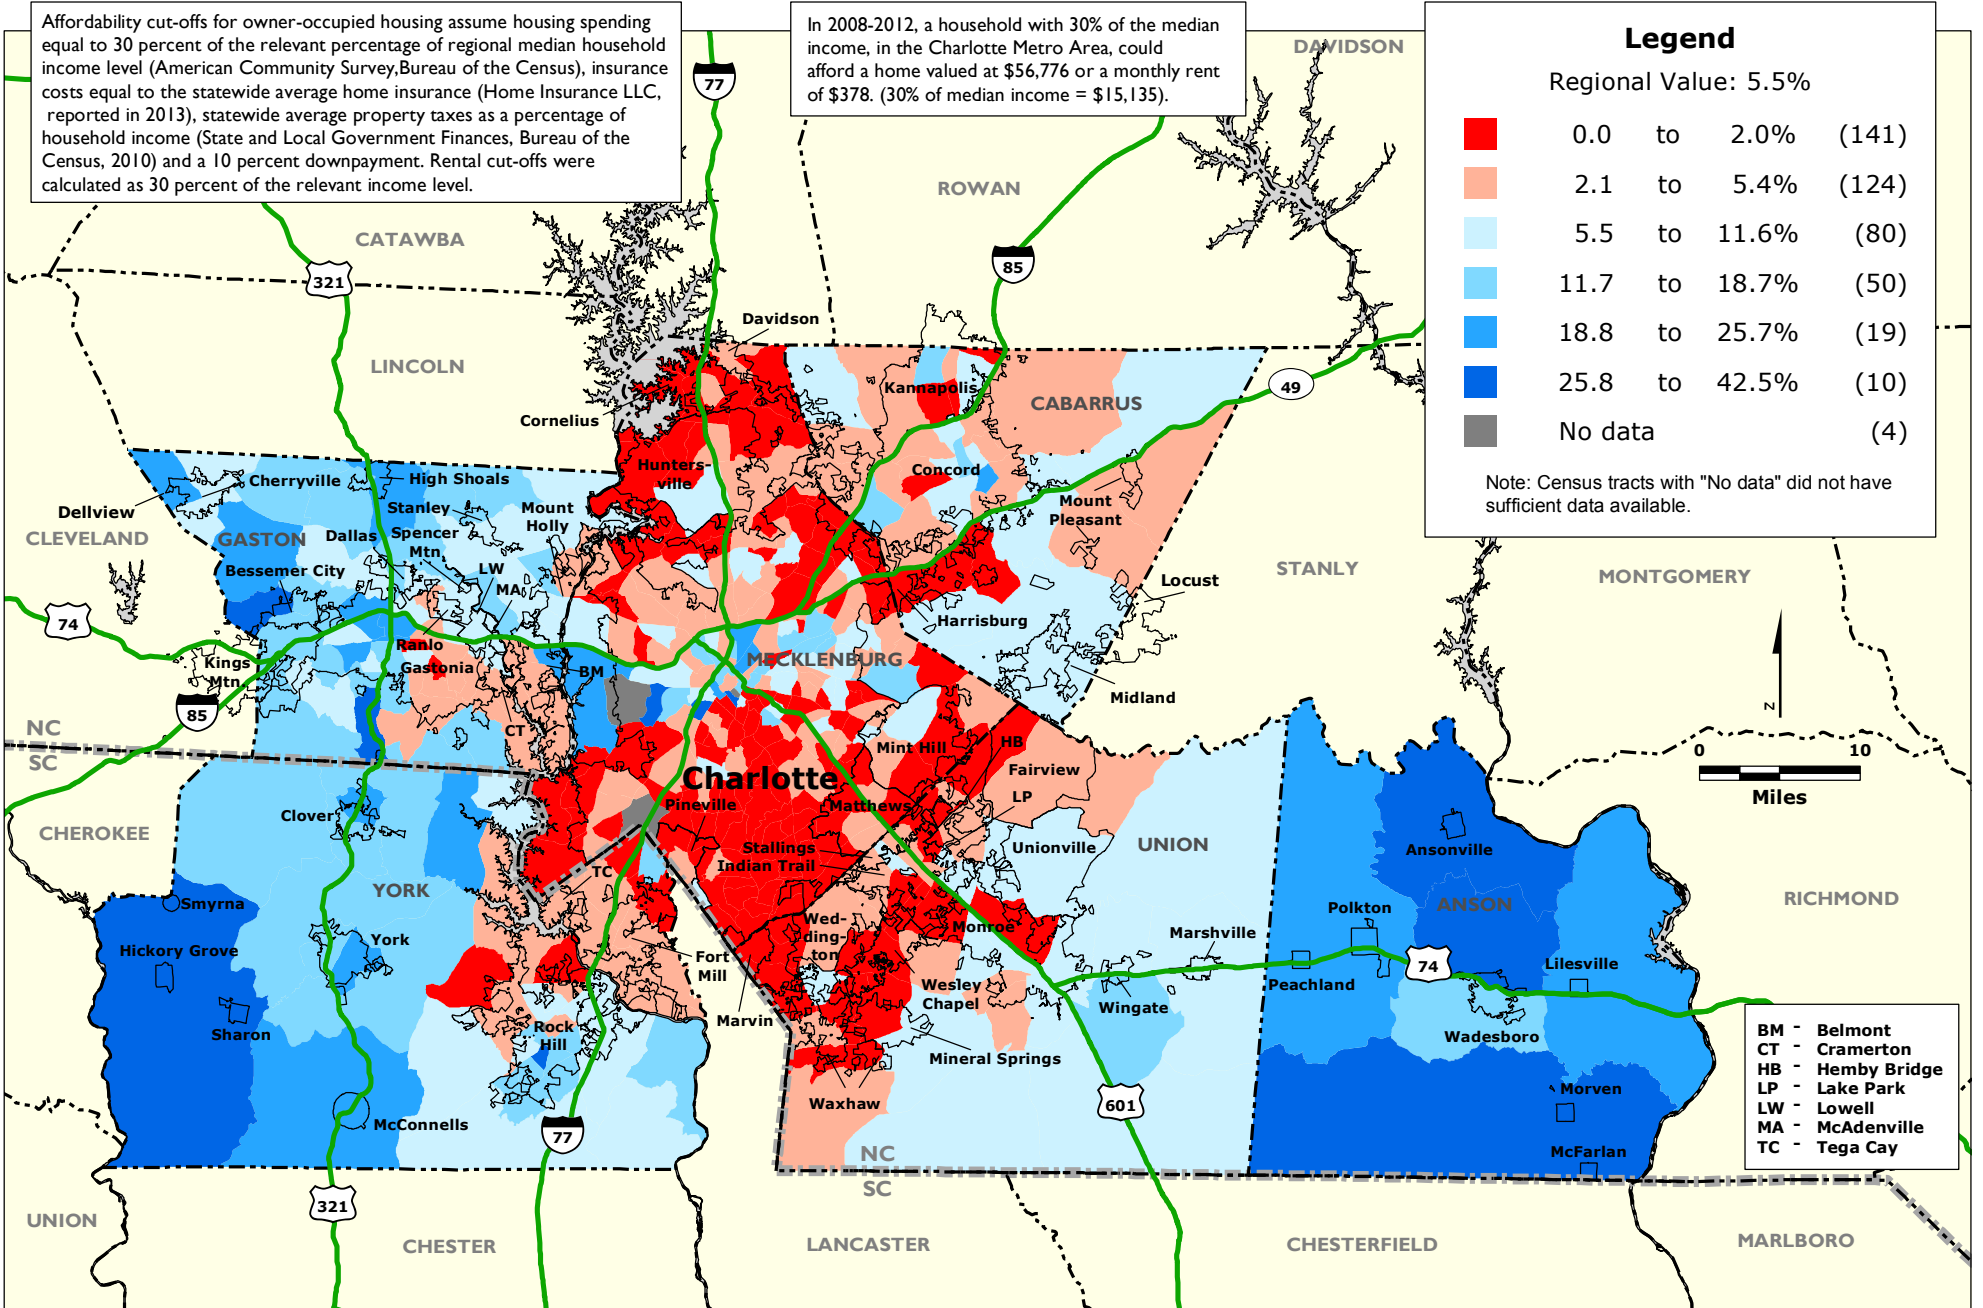 Affordability cut-offs for owner-occupied housing assume housing spending
equal to 30 percent of the relevant percentage of regional median household
income level (American Community Survey,Bureau of the Census), insurance
costs equal to the statewide average home insurance (Home Insurance LLC,
reported in 2013), statewide average property taxes as a percentage of
household income (State and Local Government Finances, Bureau of the
Census, 2010) and a 10 percent downpayment. Rental cut-offs were
calculated as 30 percent of the relevant income level.
In 2008-2012, a household with 30% of the median
income, in the Charlotte Metro Area, could
afford a home valued at $56,776 or a monthly rent
of $378. (30% of median income = $15,135).
Legend
Regional Value: 5.5%
0.0 to 2.0% (141)
2.1 to 5.4% (124)
5.5 to 11.6% (80)
11.7 to 18.7% (50)
18.8 to 25.7% (19)
25.8 to 42.5% (10)
No data (4)
Note: Census tracts with "No data" did not have
sufficient data available.
DAVIDSON
77
ROWAN
CATAWBA
85
321
Davidson
LINCOLN
Kannapolis
49
CABARRUS
Cornelius
Hunters-
ville
Concord
Cherryville
High Shoals
Mount
Pleasant
Dellview
Stanley
Mount
Holly
CLEVELAND
GASTON
Dallas
Spencer
Mtn.
Bessemer City
LW
MA
STANLY
MONTGOMERY
Locust
74
Harrisburg
Ranlo
Gastonia
Kings
Mtn.
BM
MECKLENBURG
Midland
85
NC
SC
CT
Mint Hill
HB
N
0 10
Miles
Fairview
LP
Charlotte
Pineville
Matthews
Clover
CHEROKEE
Stallings
Indian Trail
Unionville
UNION
Ansonville
TC
YORK
Smyrna
RICHMOND
ANSON
Polkton
Wed-
ding-
ton
Monroe
Marshville
York
Hickory Grove
Fort
Mill
74
Lilesville
Wesley
Chapel
Peachland
Wingate
Marvin
Sharon
Rock
Hill
Wadesboro
Mineral Springs
Morven
Waxhaw
601
McConnells
77
McFarlan
NC
SC
BM - Belmont
CT - Cramerton
HB - Hemby Bridge
LP - Lake Park
LW - Lowell
MA - McAdenville
TC - Tega Cay
321
UNION
CHESTER
LANCASTER
CHESTERFIELD
MARLBORO